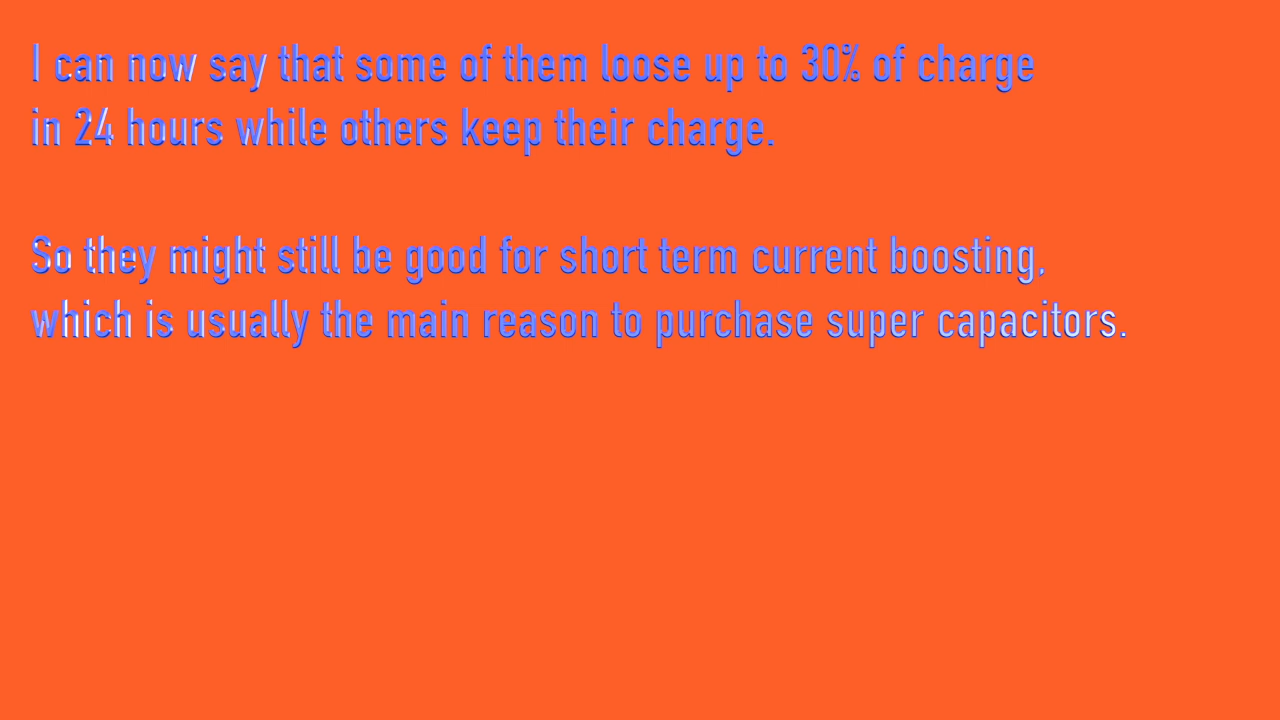 I can now say that some of them loose up to 30% of charge
in 24 hours while others keep their charge.
So they might still be good for short term current boosting,
which is usually the main reason to purchase super capacitors.